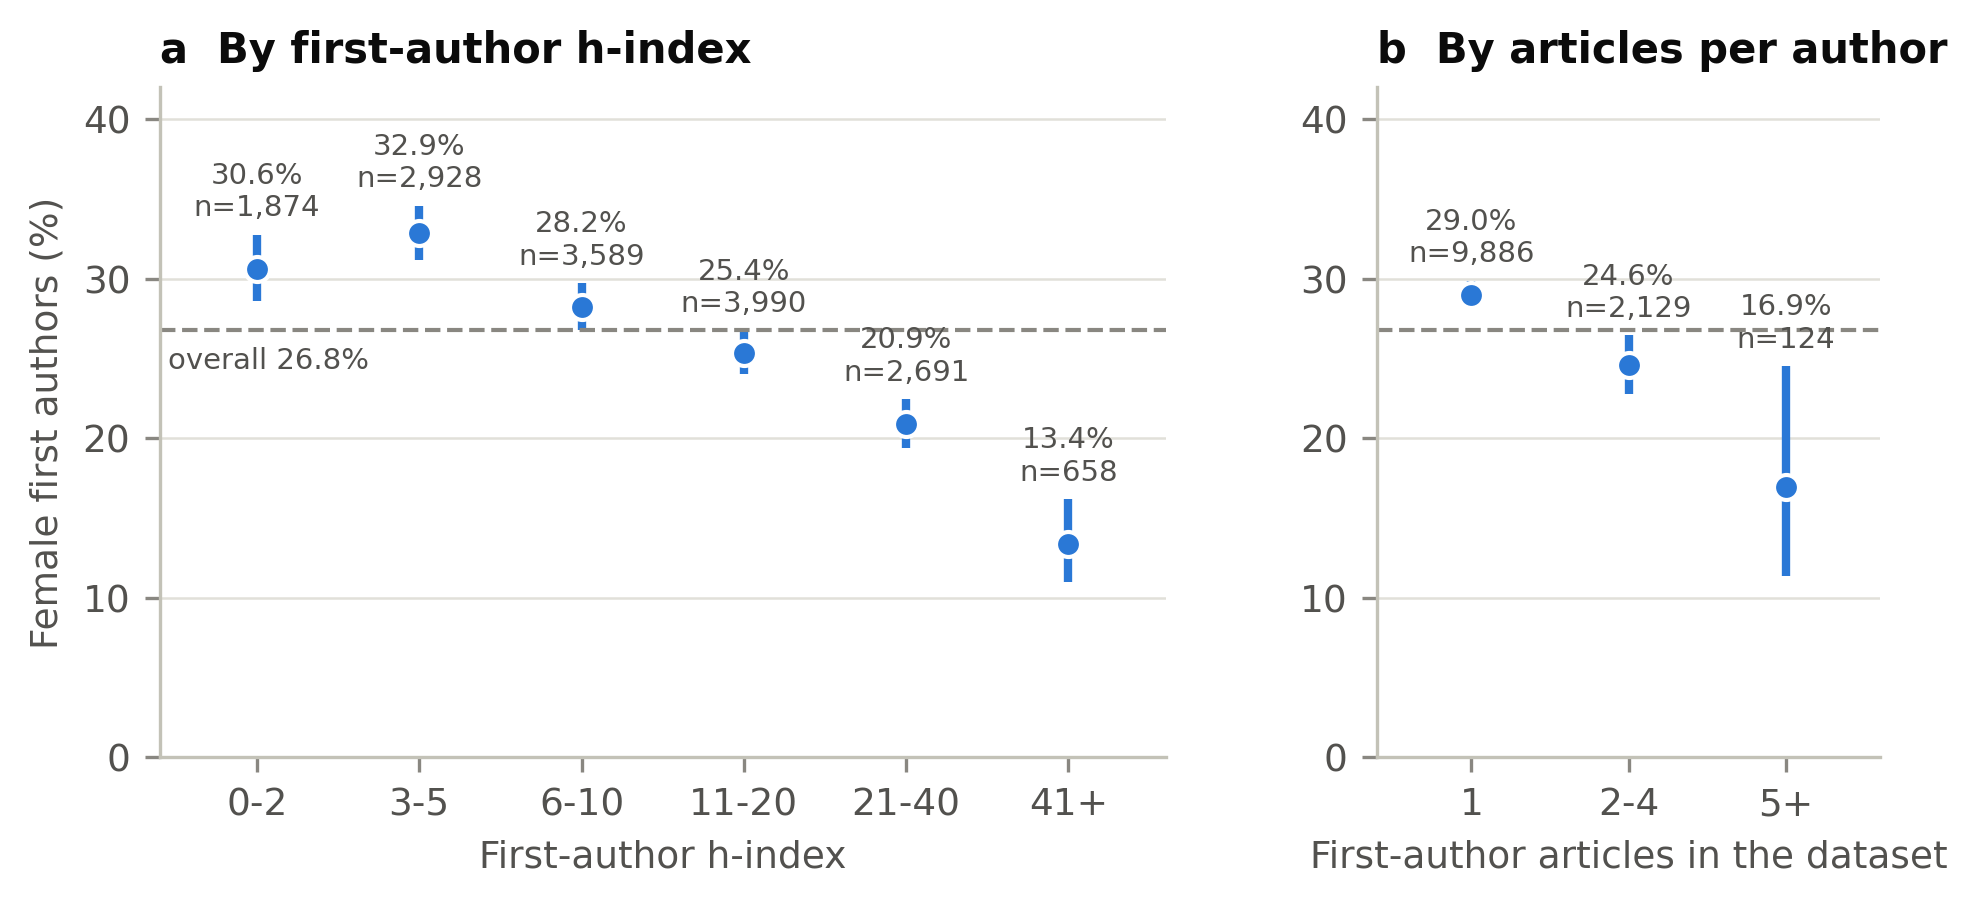 a  By first-author h-index
Female first authors (%)
40
30
20
10
0
30.6%
n=1,874
32.9%
n=2,928
28.2%
n=3,589
25.4%
n=3,990
20.9%
n=2,691
13.4%
n=658
overall 26.8%
0-2
3-5
6-10
11-20
21-40
41+
First-author h-index
b  By articles per author
40
30
20
10
0
29.0%
n=9,886
24.6%
n=2,129
16.9%
n=124
1
2-4
5+
First-author articles in the dataset